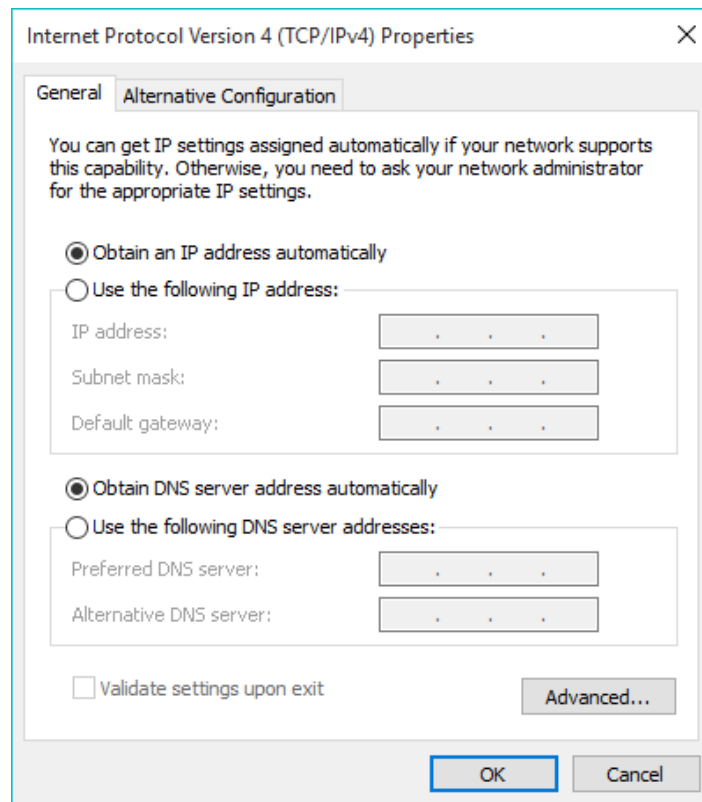 Internet Protocol Version 4 (TCP/IPv4) Properties
General
Alternative Configuration
You can get IP settings assigned automatically if your network supports
this capability. Otherwise, you need to ask your network administrator
for the appropriate IP settings.
Obtain an IP address automatically
Use the following IP address:
IP address:
Subnet mask:
Default gateway:
Obtain DNS server address automatically
Use the following DNS server addresses:
Preferred DNS server:
Alternative DNS server:
Validate settings upon exit
Advanced...
OK
Cancel